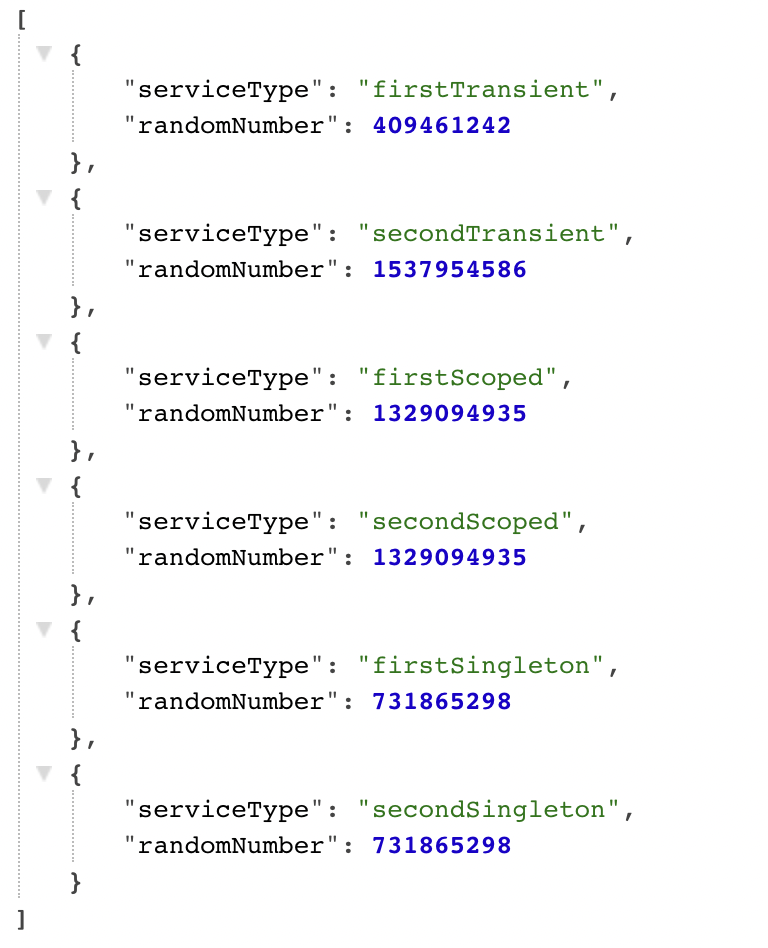 [
{
"serviceType": "firstTransient",
"randomNumber": 409461242
},
{
"serviceType": "secondTransient",
"randomNumber": 1537954586
},
{
"serviceType": "firstScoped",
"randomNumber": 1329094935
},
{
"serviceType": "secondScoped",
"randomNumber": 1329094935
},
{
"serviceType": "firstSingleton",
"randomNumber": 731865298
},
{
"serviceType": "secondSingleton",
"randomNumber": 731865298
}
]